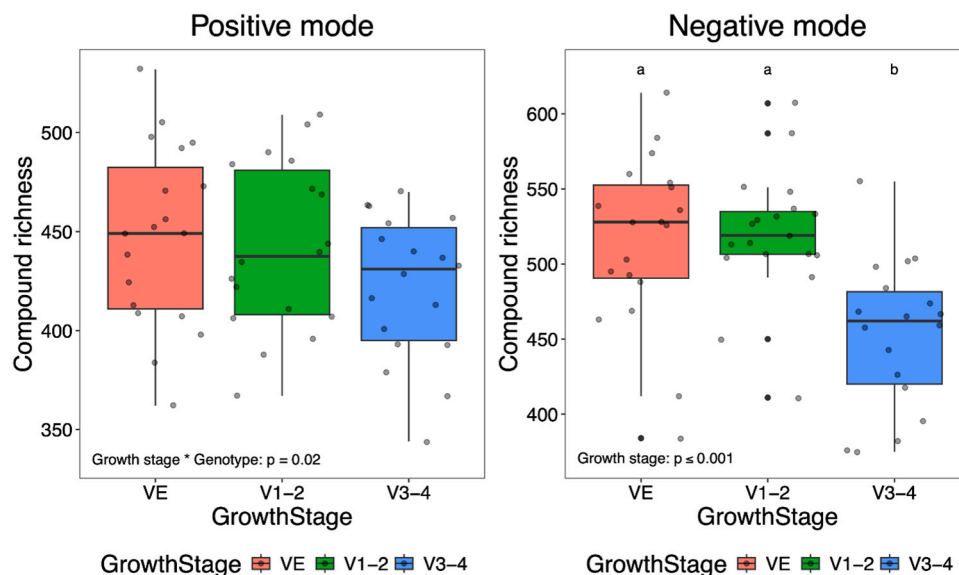 Positive mode
Compound richness
500
450
400
350
Growth stage * Genotype: p = 0.02
VE
V1−2
V3−4
GrowthStage
GrowthStage VE V1−2 V3−4
Negative mode
Compound richness
600
550
500
450
400
a
a
b
Growth stage: p ≤ 0.001
VE
V1−2
V3−4
GrowthStage
GrowthStage VE V1−2 V3−4